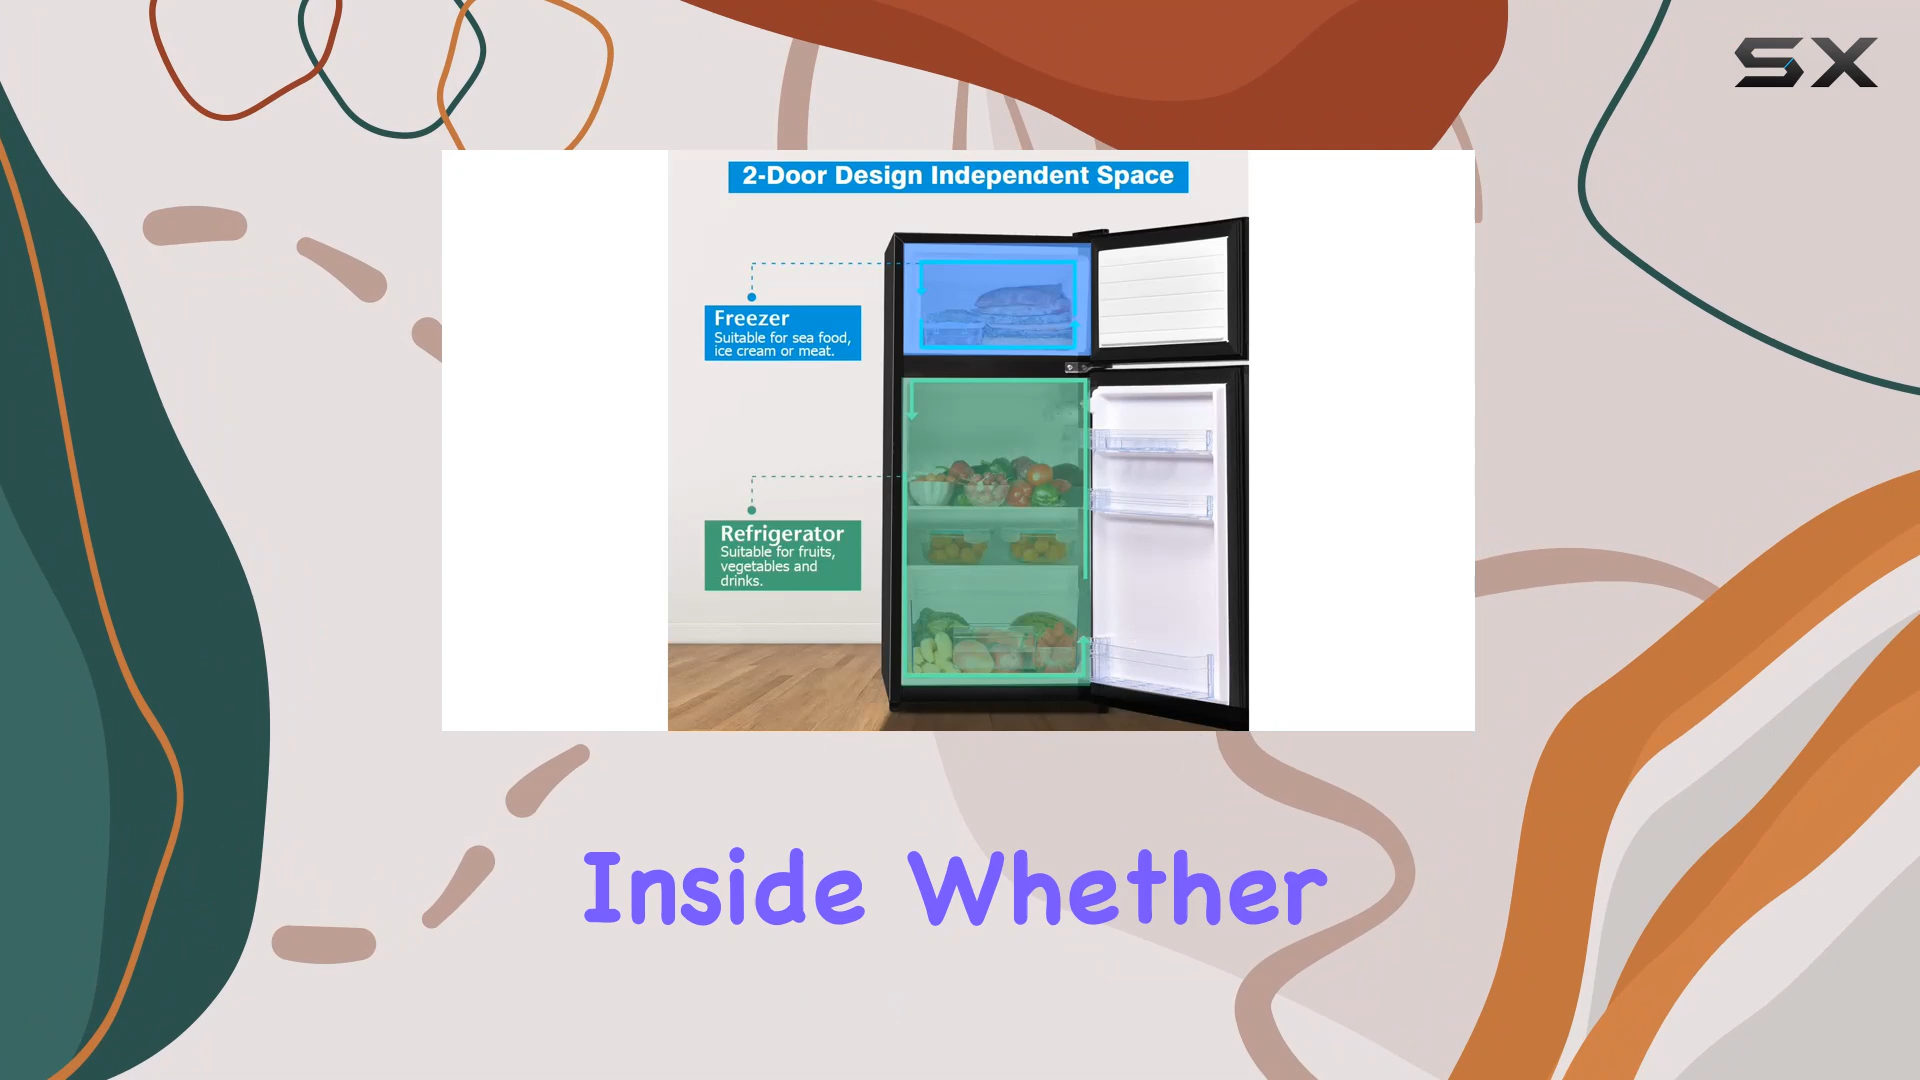 SX
2-Door Design Independent Space
Freezer
Suitable for sea food,
ice cream or meat.
Refrigerator
Suitable for fruits,
vegetables and
drinks.
Inside Whether